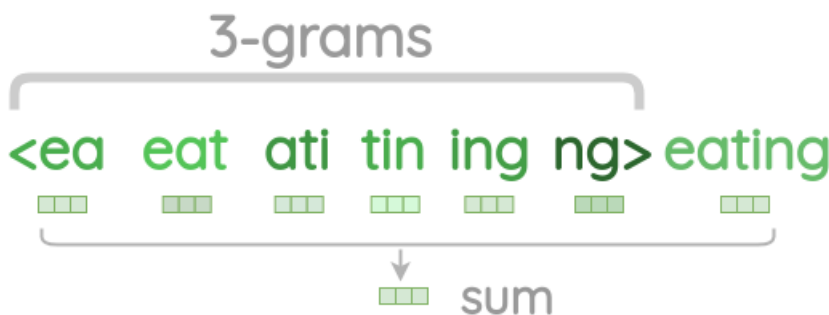 3-grams
<ea eat ati tin ing ng> eating
sum